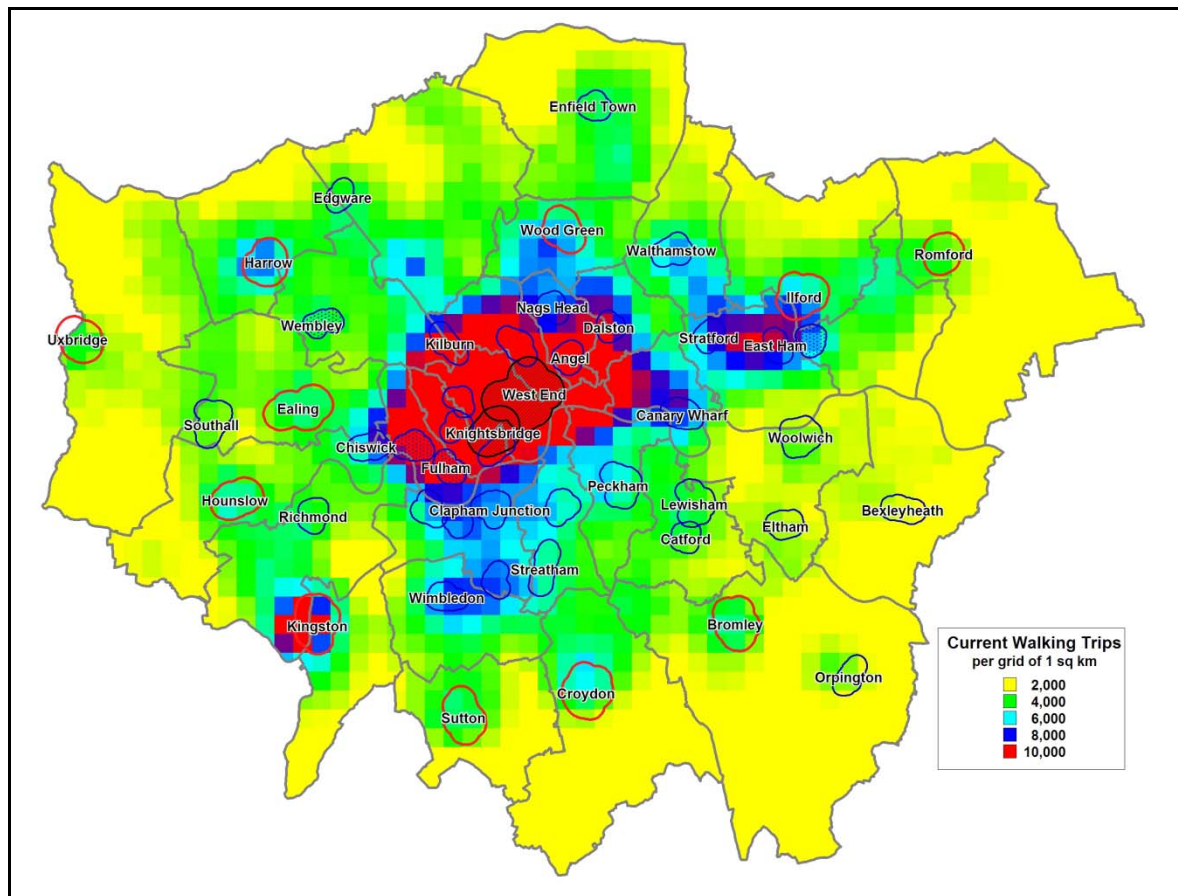 Enfield Town
Edgware
Wood Green
Walthamstow
Harrow
Romford
Ilford
Nags Head
Wembley
Dalston
Uxbridge
Kilburn
Stratford
East Ham
Angel
West End
Ealing
Canary Wharf
Southall
Knightsbridge
Woolwich
Chiswick
Fulham
Peckham
Hounslow
Lewisham
Clapham Junction
Bexleyheath
Richmond
Eltham
Catford
Streatham
Wimbledon
Kingston
Bromley
Orpington
Croydon
Sutton
Current Walking Trips
per grid of 1 sq km
2,000
4,000
6,000
8,000
10,000